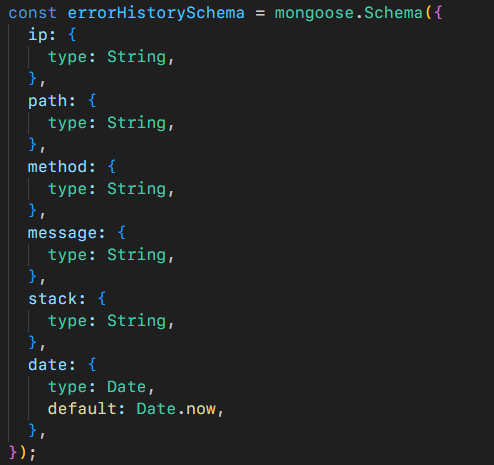 const errorHistorySchema = mongoose.Schema({
  ip: {
    type: String,
  },
  path: {
    type: String,
  },
  method: {
    type: String,
  },
  message: {
    type: String,
  },
  stack: {
    type: String,
  },
  date: {
    type: Date,
    default: Date.now,
  },
});